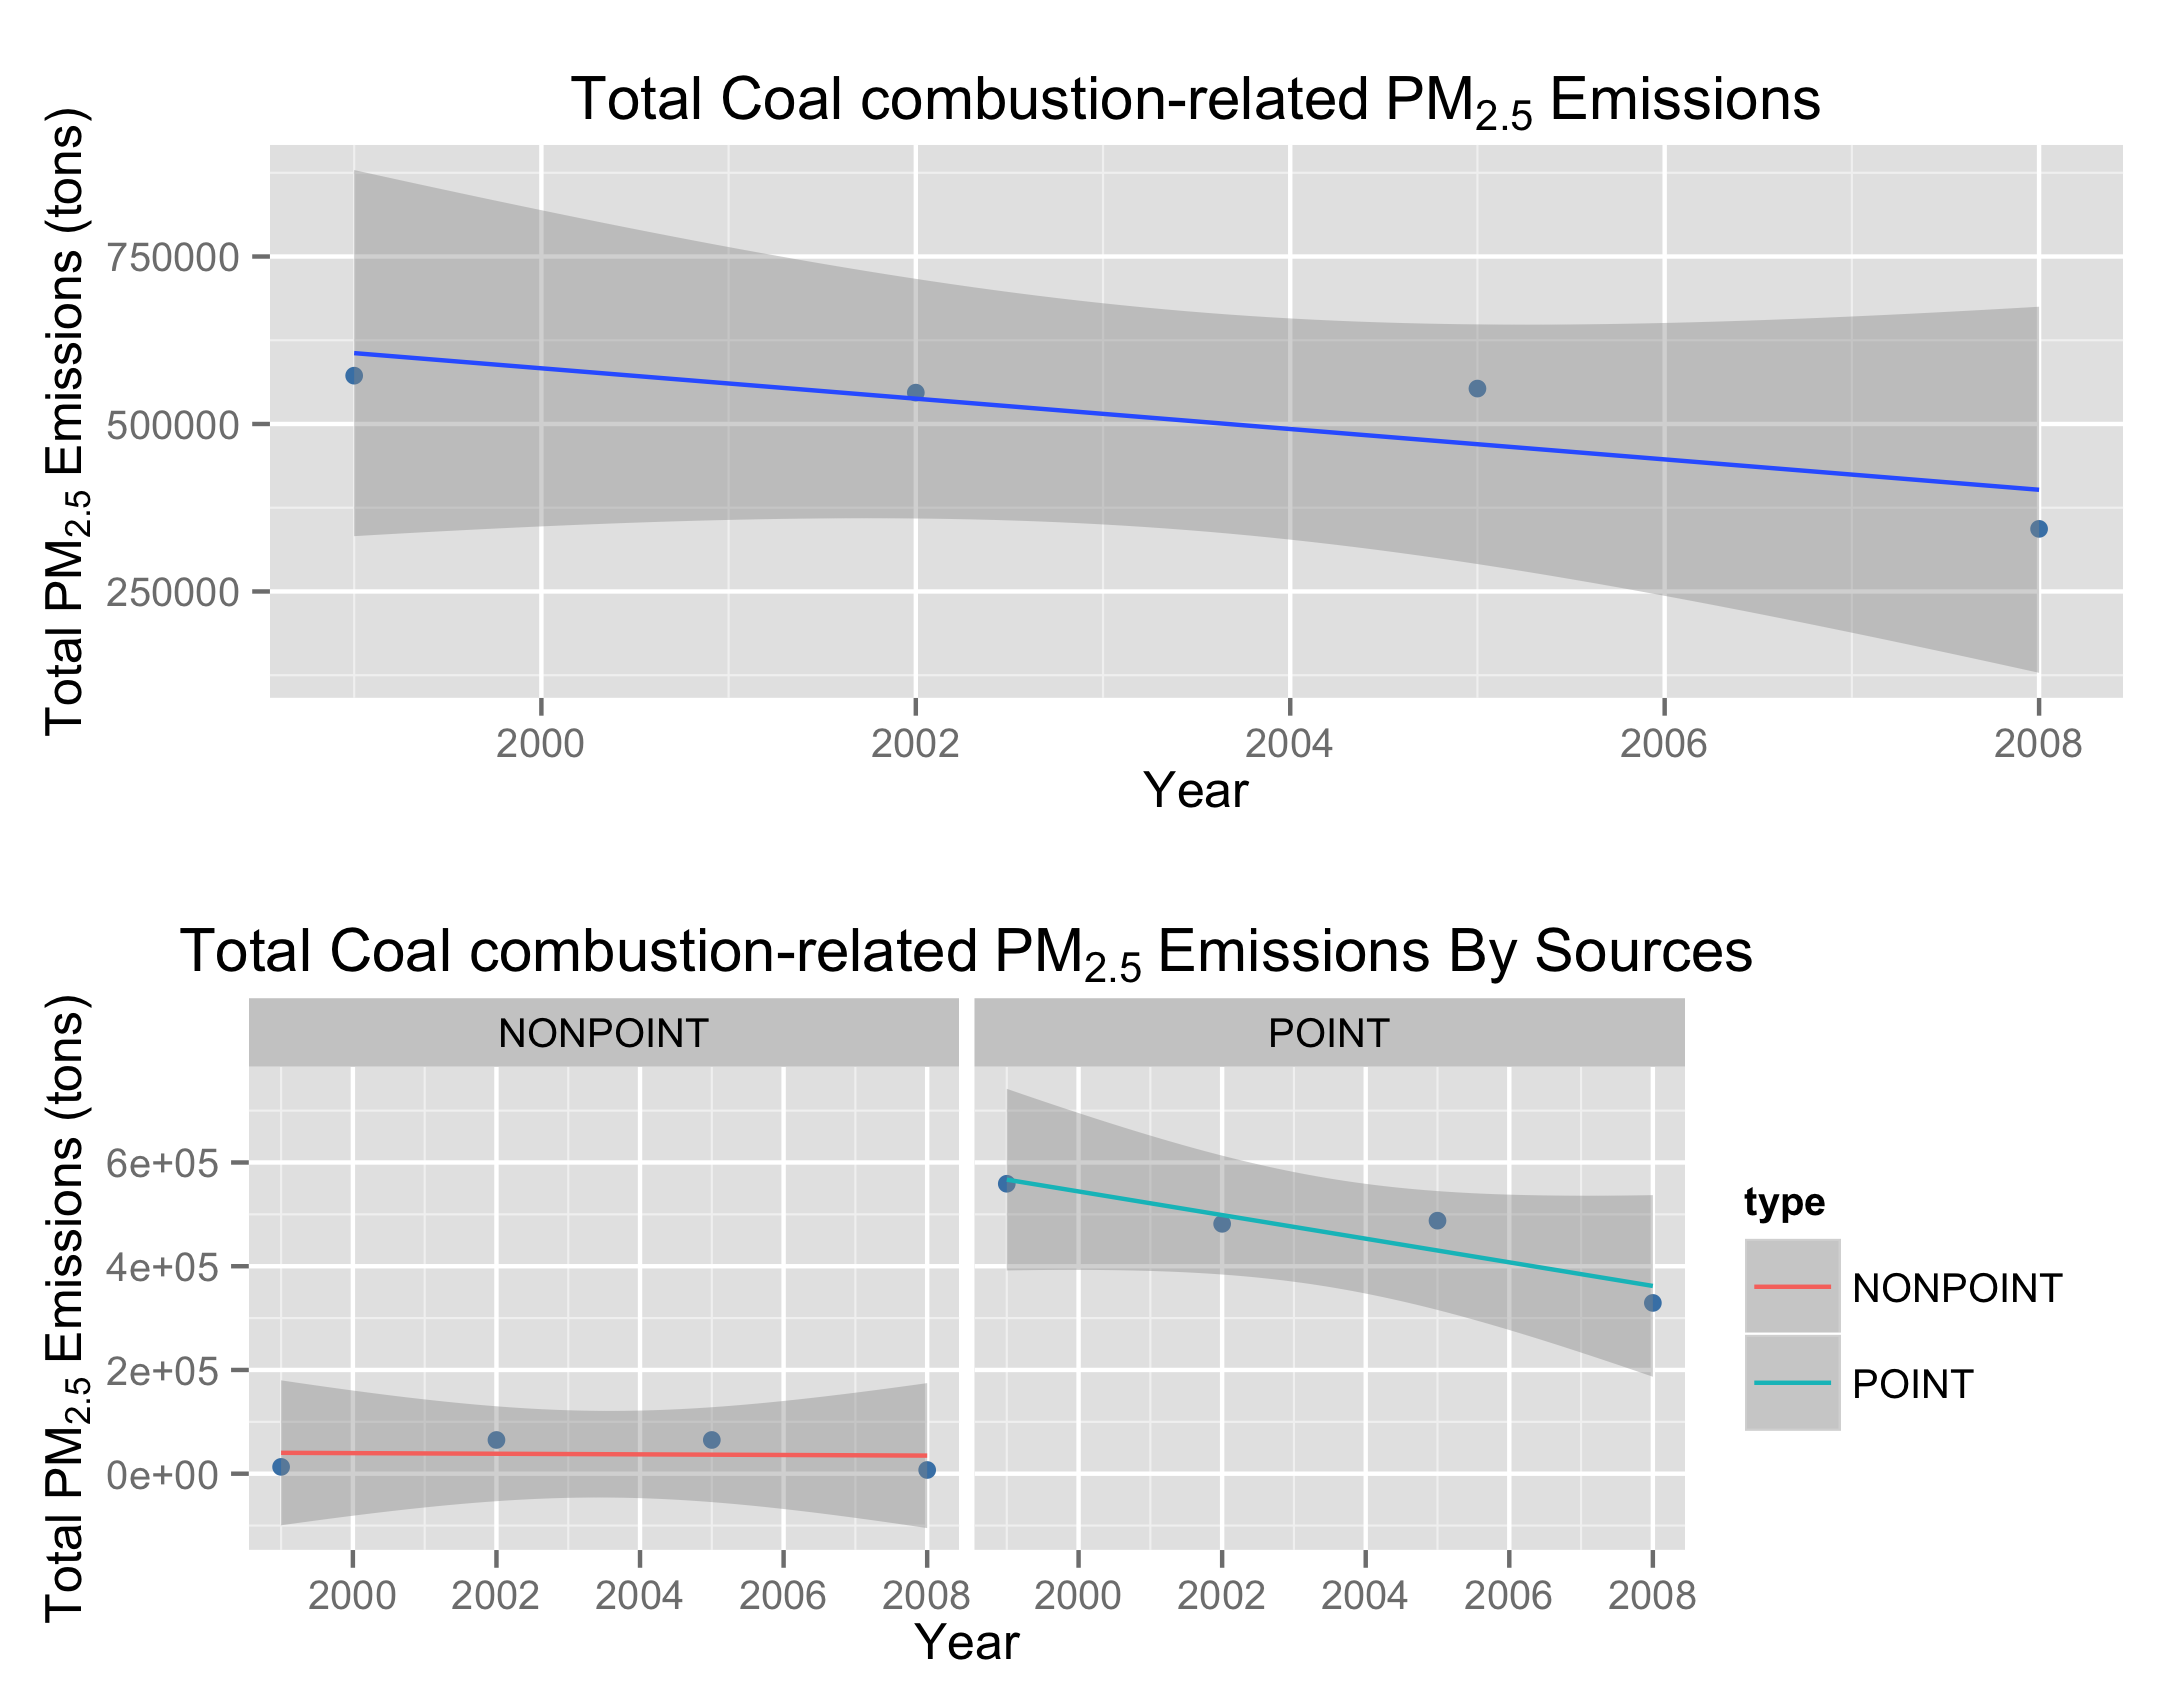 Total Coal combustion-related PM2.5 Emissions
Total PM2.5 Emissions (tons)
750000
500000
250000
2000 2002 2004 2006 2008
Year
Total Coal combustion-related PM2.5 Emissions By Sources
Total PM2.5 Emissions (tons)
NONPOINT POINT
6e+05
4e+05
2e+05
0e+00
2000 2002 2004 2006 2008 2000 2002 2004 2006 2008
Year
type
NONPOINT
POINT